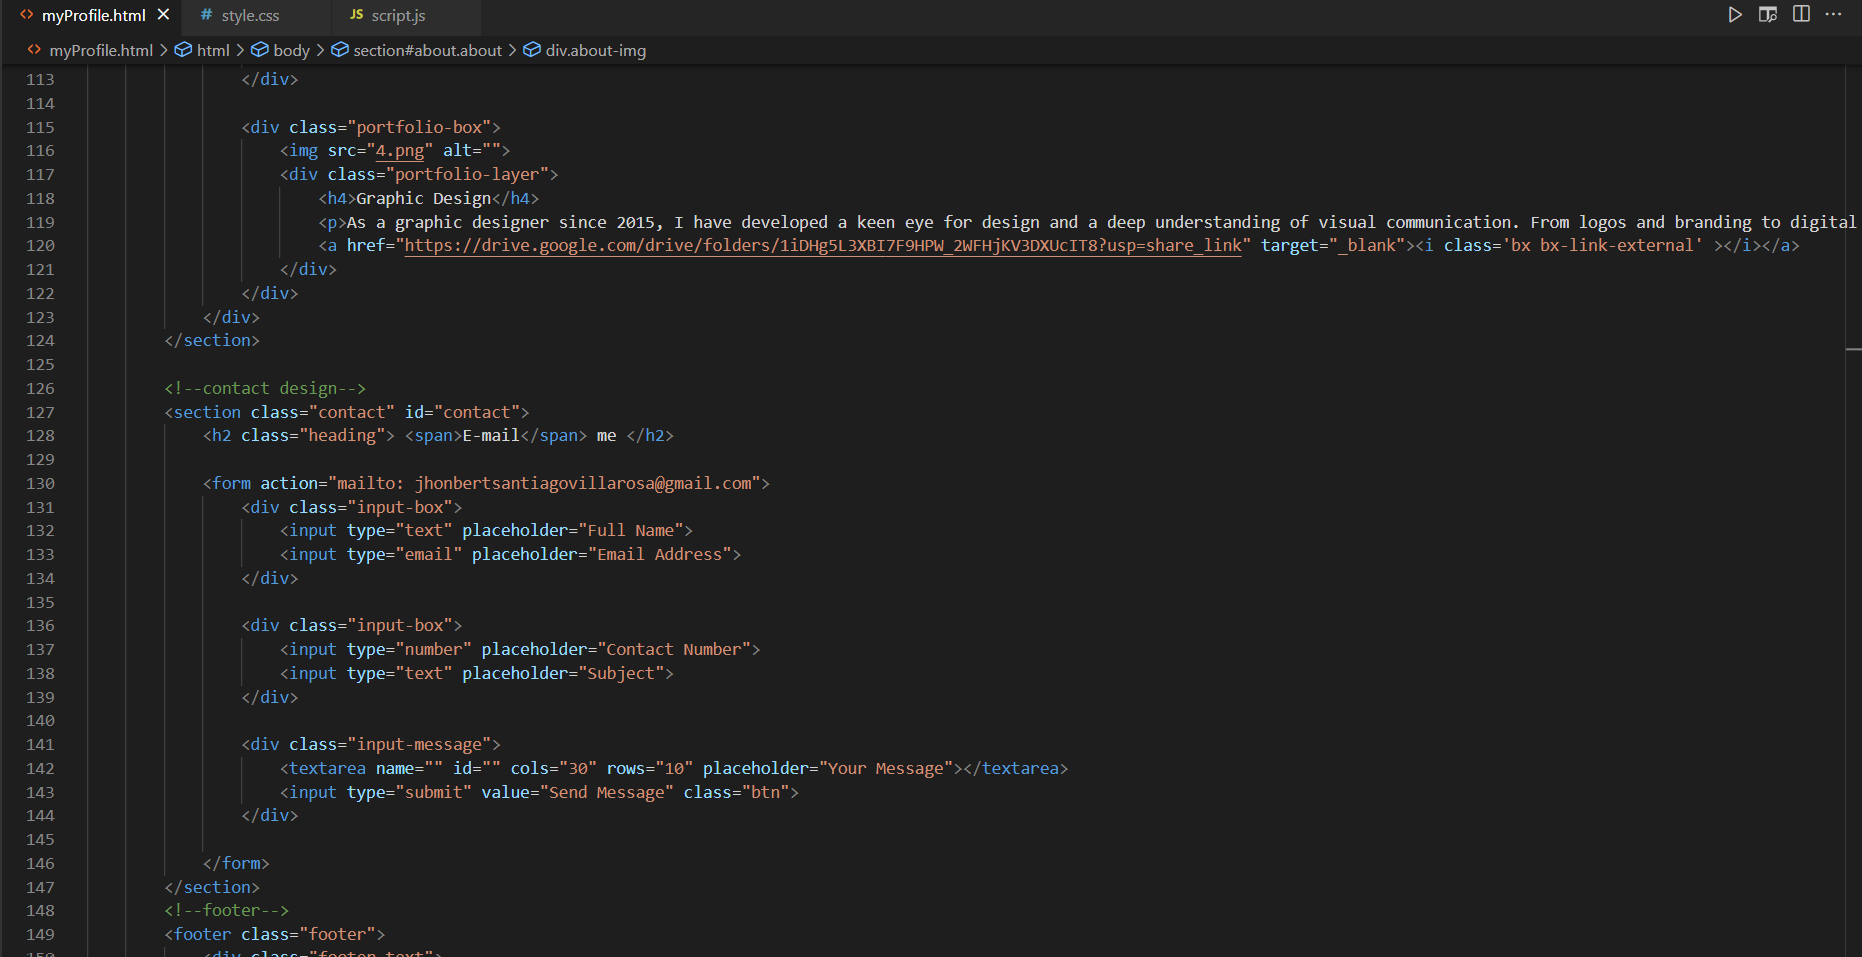 myProfile.html
# style.css
JS script.js
myProfile.html > html > body > section#about.about > div.about-img
113 </div>
114
115 <div class="portfolio-box">
116 <img src="4.png" alt="">
117 <div class="portfolio-layer">
118 <h4>Graphic Design</h4>
119 <p>As a graphic designer since 2015, I have developed a keen eye for design and a deep understanding of visual communication. From logos and branding to digital
120 <a href="https://drive.google.com/drive/folders/1iDHg5L3XBI7F9HPW_2WFHjKV3DXUcIT8?usp=share_link" target="_blank"><i class='bx bx-link-external' ></i></a>
121 </div>
122 </div>
123 </div>
124 </section>
125
126 <!--contact design-->
127 <section class="contact" id="contact">
128 <h2 class="heading"> <span>E-mail</span> me </h2>
129
130 <form action="mailto: jhonbertsantiagovillarosa@gmail.com">
131 <div class="input-box">
132 <input type="text" placeholder="Full Name">
133 <input type="email" placeholder="Email Address">
134 </div>
135
136 <div class="input-box">
137 <input type="number" placeholder="Contact Number">
138 <input type="text" placeholder="Subject">
139 </div>
140
141 <div class="input-message">
142 <textarea name="" id="" cols="30" rows="10" placeholder="Your Message"></textarea>
143 <input type="submit" value="Send Message" class="btn">
144 </div>
145
146 </form>
147 </section>
148 <!--footer-->
149 <footer class="footer">
150 <div class="footer-text">